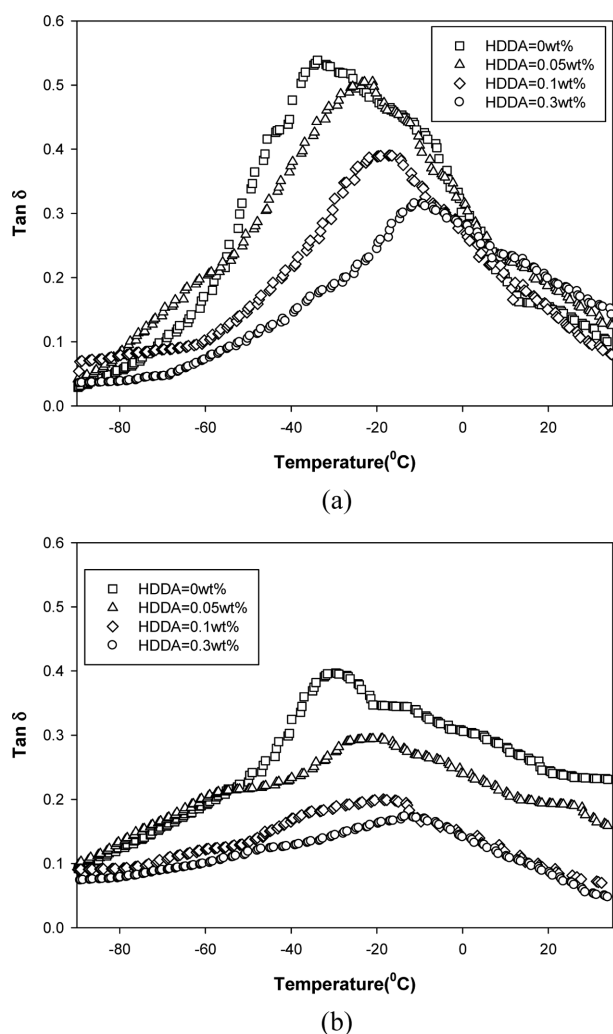 HDDA=0wt%
HDDA=0.05wt%
HDDA=0.1wt%
HDDA=0.3wt%
0.6
0.5
0.4
0.3
0.2
0.1
0.0
Tan δ
-80 -60 -40 -20 0 20
Temperature(⁰C)
(a)
0.6
0.5
0.4
0.3
0.2
0.1
0.0
Tan δ
HDDA=0wt%
HDDA=0.05wt%
HDDA=0.1wt%
HDDA=0.3wt%
-80 -60 -40 -20 0 20
Temperature(⁰C)
(b)